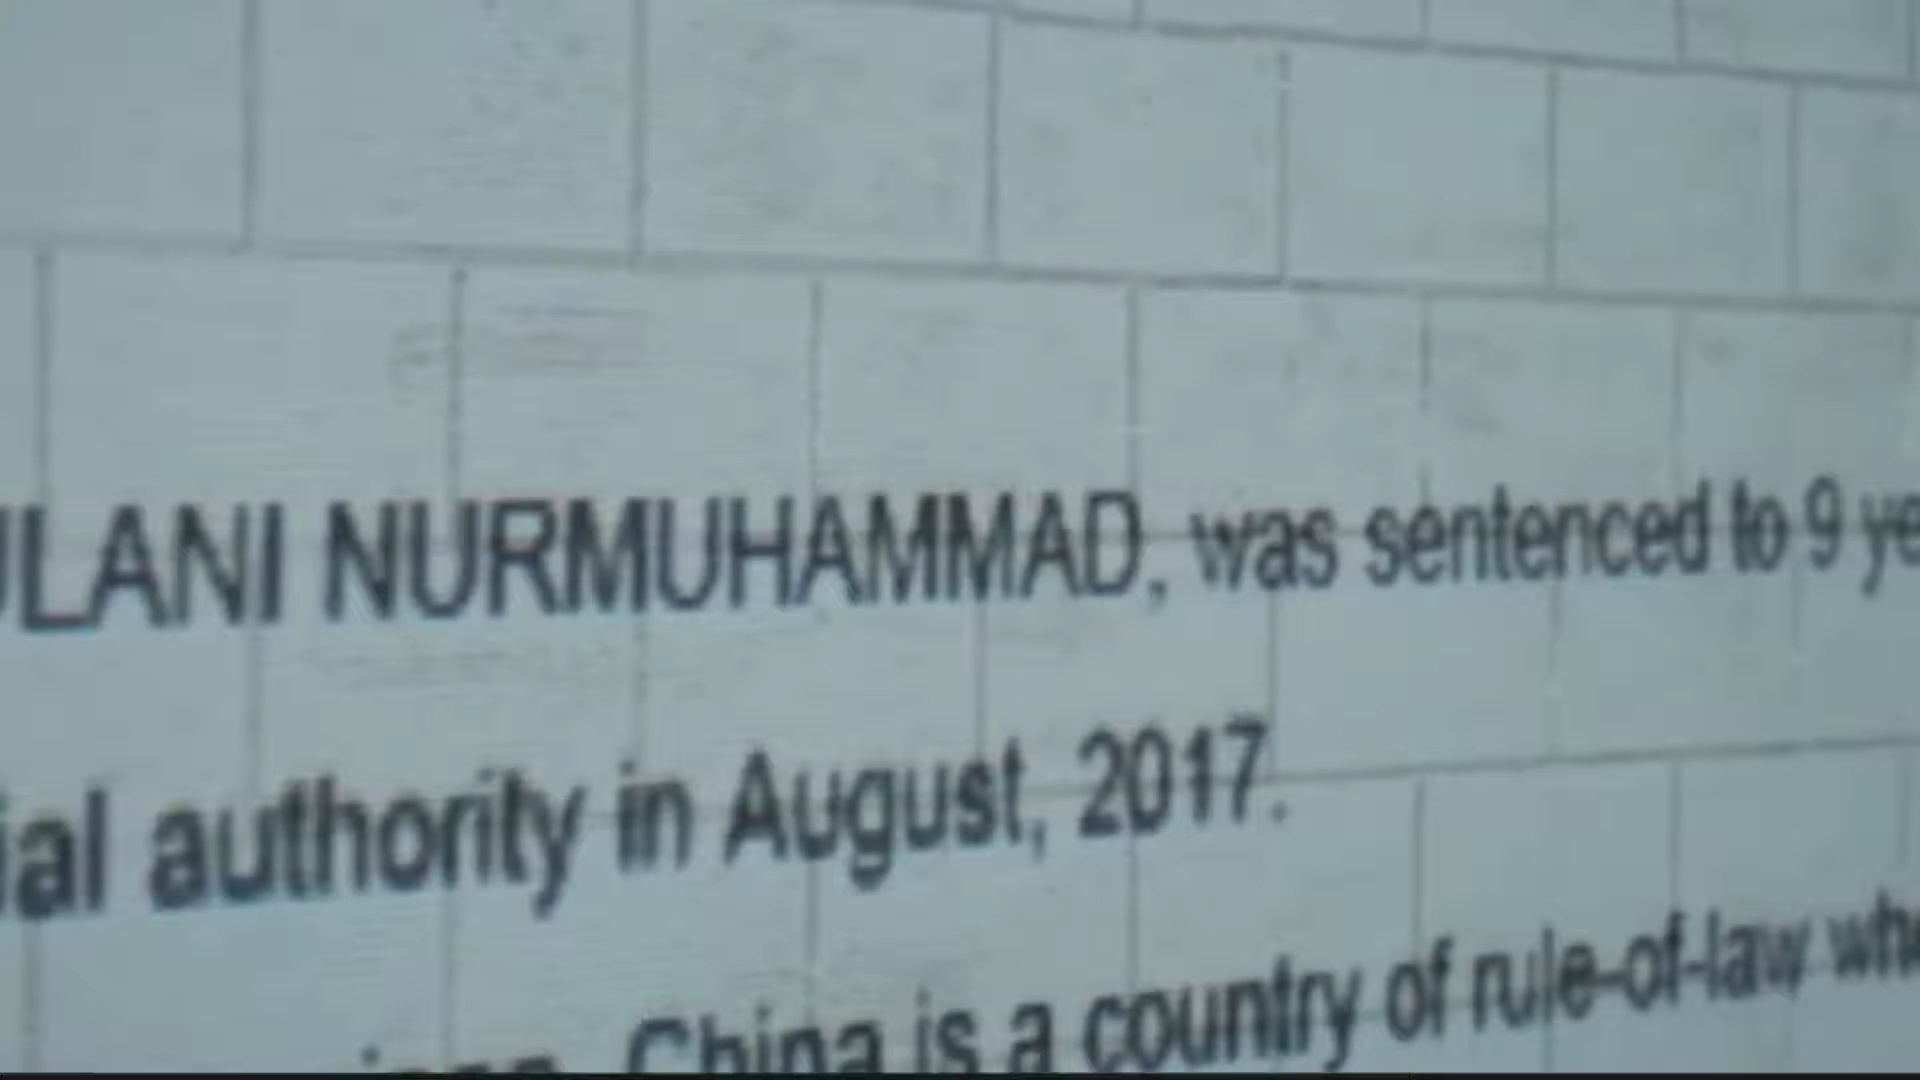 ULANI NURMUHAMMAD, was sentenced to 9 ye
ial authority in August, 2017.
China is a country of rule-of-law whe